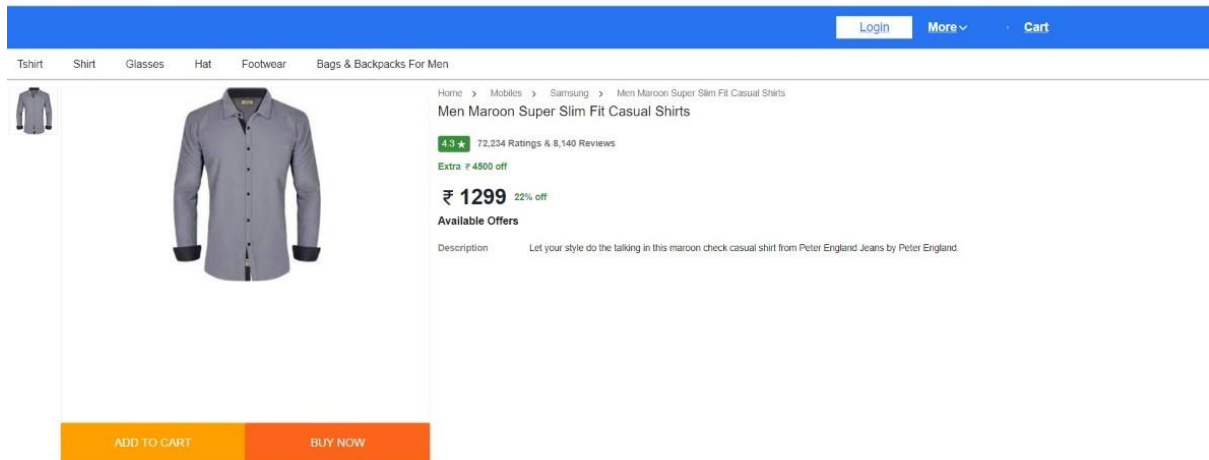 Login More Cart
Tshirt Shirt Glasses Hat Footwear Bags & Backpacks For Men
Home > Mobiles > Samsung > Men Maroon Super Slim Fit Casual Shirts
Men Maroon Super Slim Fit Casual Shirts
4.3 ★ 72,234 Ratings & 8,140 Reviews
Extra ₹ 4500 off
₹ 1299 22% off
Available Offers
Description Let your style do the talking in this maroon check casual shirt from Peter England Jeans by Peter England.
ADD TO CART BUY NOW